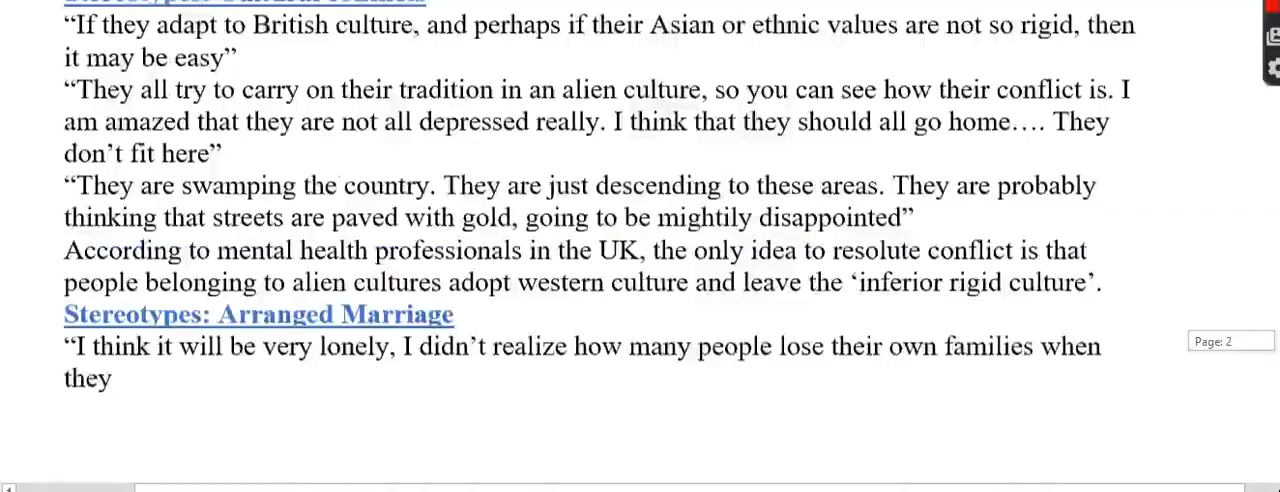 “If they adapt to British culture, and perhaps if their Asian or ethnic values are not so rigid, then
it may be easy”
“They all try to carry on their tradition in an alien culture, so you can see how their conflict is. I
am amazed that they are not all depressed really. I think that they should all go home…. They
don’t fit here”
“They are swamping the country. They are just descending to these areas. They are probably
thinking that streets are paved with gold, going to be mightily disappointed”
According to mental health professionals in the UK, the only idea to resolute conflict is that
people belonging to alien cultures adopt western culture and leave the ‘inferior rigid culture’.
Stereotypes: Arranged Marriage
“I think it will be very lonely, I didn’t realize how many people lose their own families when
Page: 2
they